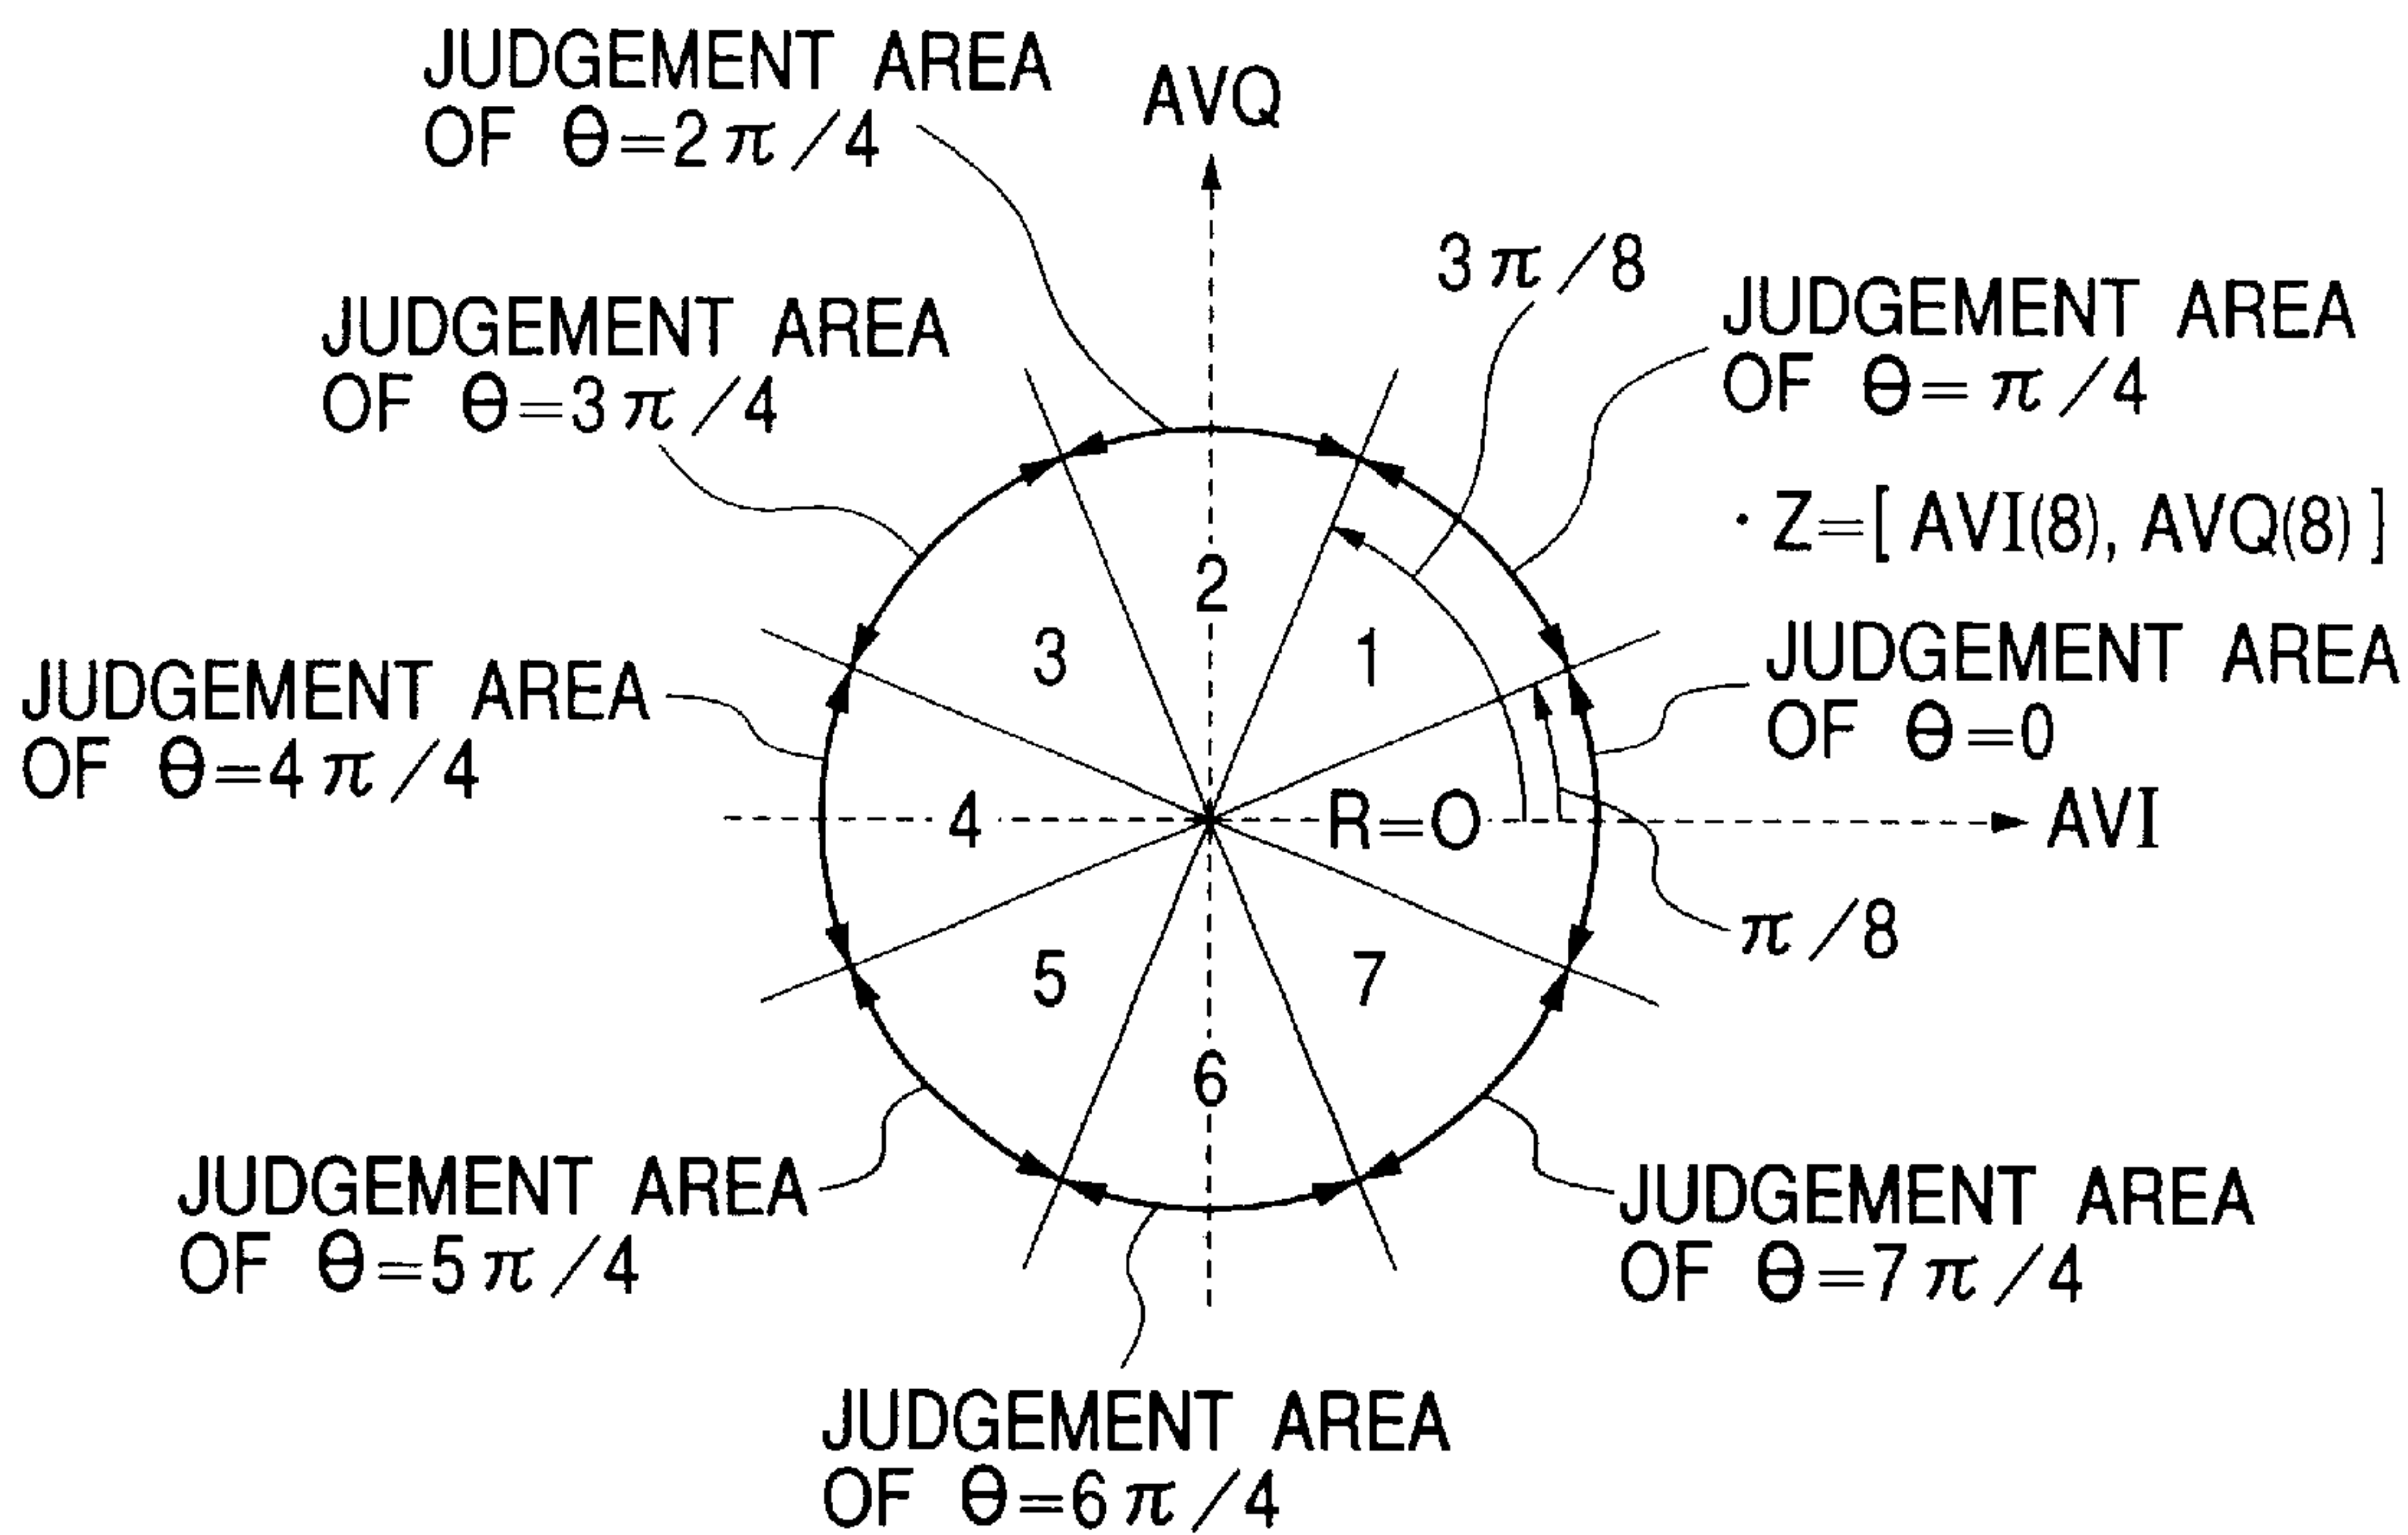 JUDGEMENT AREA
OF θ=2π/4
AVQ
3π/8
JUDGEMENT AREA
OF θ=π/4
JUDGEMENT AREA
OF θ=3π/4
· Z=[ AVI(8), AVQ(8) ]
2
3
1
JUDGEMENT AREA
OF θ=0
JUDGEMENT AREA
OF θ=4π/4
4
R=0
AVI
π/8
5
7
6
JUDGEMENT AREA
OF θ=5π/4
JUDGEMENT AREA
OF θ=7π/4
JUDGEMENT AREA
OF θ=6π/4